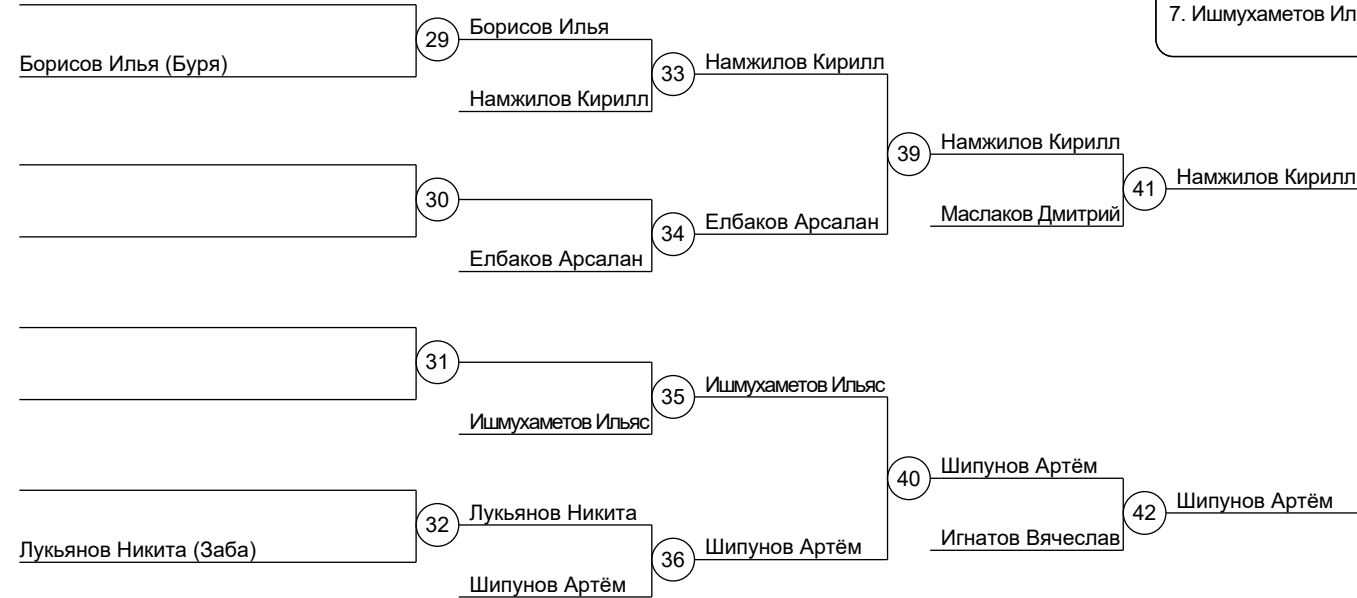 7. Ишмухаметов Ил
29
Борисов Илья
Борисов Илья (Буря)
33
Намжилов Кирилл
Намжилов Кирилл
39
Намжилов Кирилл
30
41
Намжилов Кирилл
34
Елбаков Арсалан
Маслаков Дмитрий
Елбаков Арсалан
31
35
Ишмухаметов Ильяс
Ишмухаметов Ильяс
40
Шипунов Артём
32
Лукьянов Никита
42
Шипунов Артём
Лукьянов Никита (Заба)
36
Шипунов Артём
Игнатов Вячеслав
Шипунов Артём